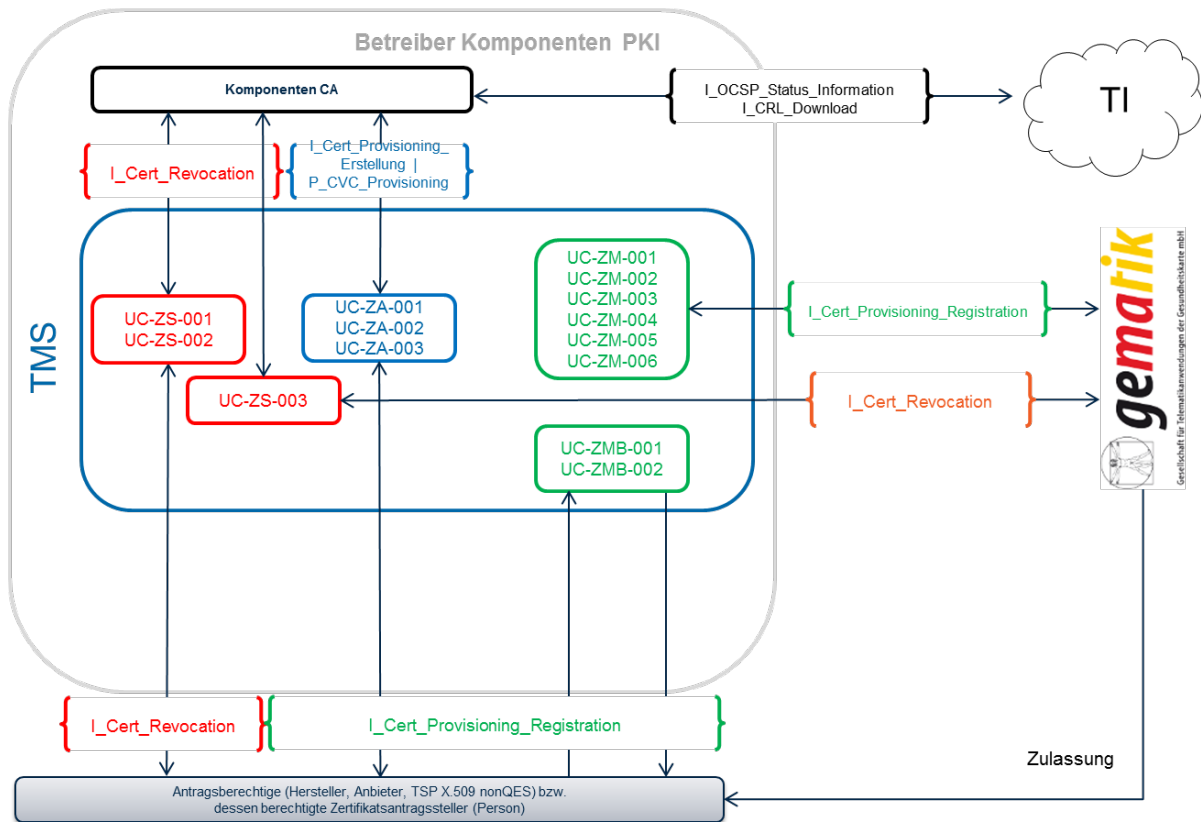 Betreiber Komponenten PKI
Komponenten CA
I_OCSP_Status_Information
I_CRL_Download
TI
I_Cert_Revocation
I_Cert_Provisioning_
Erstellung |
P_CVC_Provisioning
TMS
UC-ZS-001
UC-ZS-002
UC-ZA-001
UC-ZA-002
UC-ZA-003
UC-ZM-001
UC-ZM-002
UC-ZM-003
UC-ZM-004
UC-ZM-005
UC-ZM-006
I_Cert_Provisioning_Registration
gematik
Gesellschaft für Telematikanwendungen der Gesundheitskarte mbH
UC-ZS-003
I_Cert_Revocation
UC-ZMB-001
UC-ZMB-002
I_Cert_Revocation
I_Cert_Provisioning_Registration
Zulassung
Antragsberechtige (Hersteller, Anbieter, TSP X.509 nonQES) bzw.
dessen berechtigte Zertifikatsantragssteller (Person)